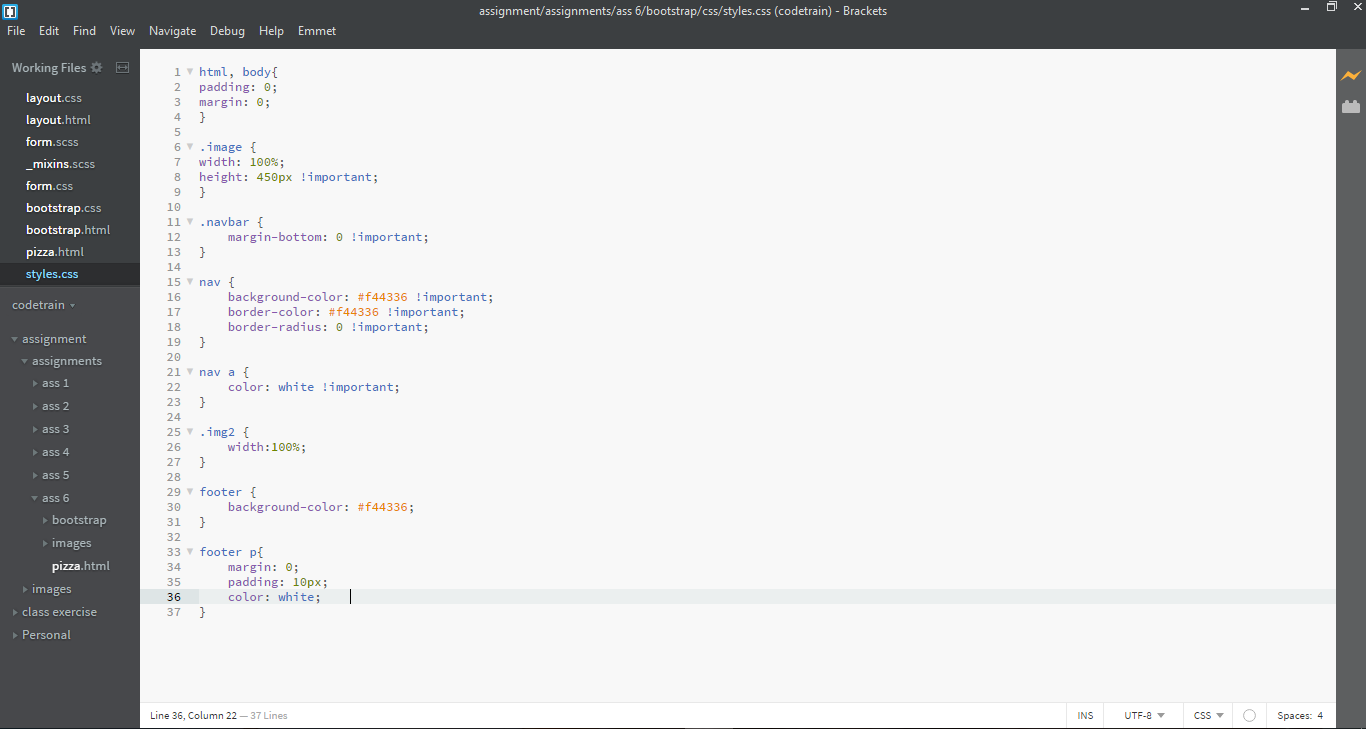 assignment/assignments/ass 6/bootstrap/css/styles.css (codetrain) - Brackets
File Edit Find View Navigate Debug Help Emmet
Working Files
layout.css
layout.html
form.scss
_mixins.scss
form.css
bootstrap.css
bootstrap.html
pizza.html
styles.css
codetrain
assignment
assignments
ass 1
ass 2
ass 3
ass 4
ass 5
ass 6
bootstrap
images
pizza.html
images
class exercise
Personal
1 html, body{
2 padding: 0;
3 margin: 0;
4 }
5
6 .image {
7 width: 100%;
8 height: 450px !important;
9 }
10
11 .navbar {
12     margin-bottom: 0 !important;
13 }
14
15 nav {
16     background-color: #f44336 !important;
17     border-color: #f44336 !important;
18     border-radius: 0 !important;
19 }
20
21 nav a {
22     color: white !important;
23 }
24
25 .img2 {
26     width:100%;
27 }
28
29 footer {
30     background-color: #f44336;
31 }
32
33 footer p{
34     margin: 0;
35     padding: 10px;
36     color: white;
37 }
Line 36, Column 22 — 37 Lines
INS UTF-8 CSS Spaces: 4